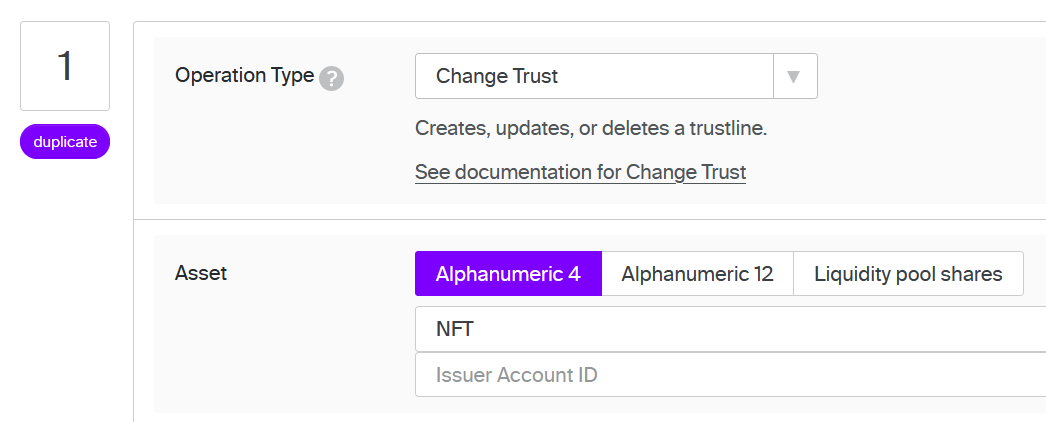 1
duplicate
Operation Type ?
Change Trust
Creates, updates, or deletes a trustline.
See documentation for Change Trust
Asset
Alphanumeric 4
Alphanumeric 12
Liquidity pool shares
NFT
Issuer Account ID